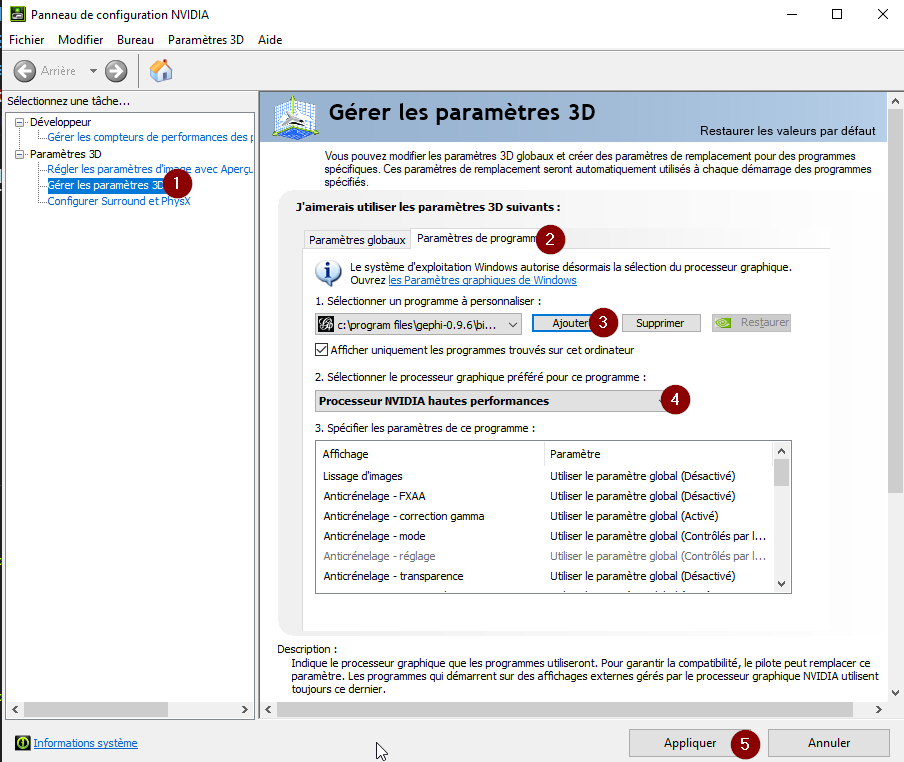 Panneau de configuration NVIDIA
Fichier Modifier Bureau Paramètres 3D Aide
Arrière
Sélectionnez une tâche...
Développeur
Gérer les compteurs de performances des
Paramètres 3D
Régler les paramètres d'image avec Aperçu
Gérer les paramètres 3D 1
Configurer Surround et PhysX
Gérer les paramètres 3D
Restaurer les valeurs par défaut
Vous pouvez modifier les paramètres 3D globaux et créer des paramètres de remplacement pour des programmes
spécifiques. Ces paramètres de remplacement seront automatiquement utilisés à chaque démarrage des programmes
spécifiés.
J'aimerais utiliser les paramètres 3D suivants :
Paramètres globaux Paramètres de programm 2
Le système d'exploitation Windows autorise désormais la sélection du processeur graphique.
Ouvrez les Paramètres graphiques de Windows
1. Sélectionner un programme à personnaliser :
c:\program files\gephi-0.9.6\bi... Ajouter 3 Supprimer Restaurer
Afficher uniquement les programmes trouvés sur cet ordinateur
2. Sélectionner le processeur graphique préféré pour ce programme :
Processeur NVIDIA hautes performances 4
3. Spécifier les paramètres de ce programme :
Affichage Paramètre
Lissage d'images Utiliser le paramètre global (Désactivé)
Anticrénelage - FXAA Utiliser le paramètre global (Désactivé)
Anticrénelage - correction gamma Utiliser le paramètre global (Activé)
Anticrénelage - mode Utiliser le paramètre global (Contrôlés par l...
Anticrénelage - réglage Utiliser le paramètre global (Contrôlés par l...
Anticrénelage - transparence Utiliser le paramètre global (Désactivé)
Description :
Indique le processeur graphique que les programmes utiliseront. Pour garantir la compatibilité, le pilote peut remplacer ce
paramètre. Les programmes qui démarrent sur des affichages externes gérés par le processeur graphique NVIDIA utilisent
toujours ce dernier.
Informations système
Appliquer 5 Annuler